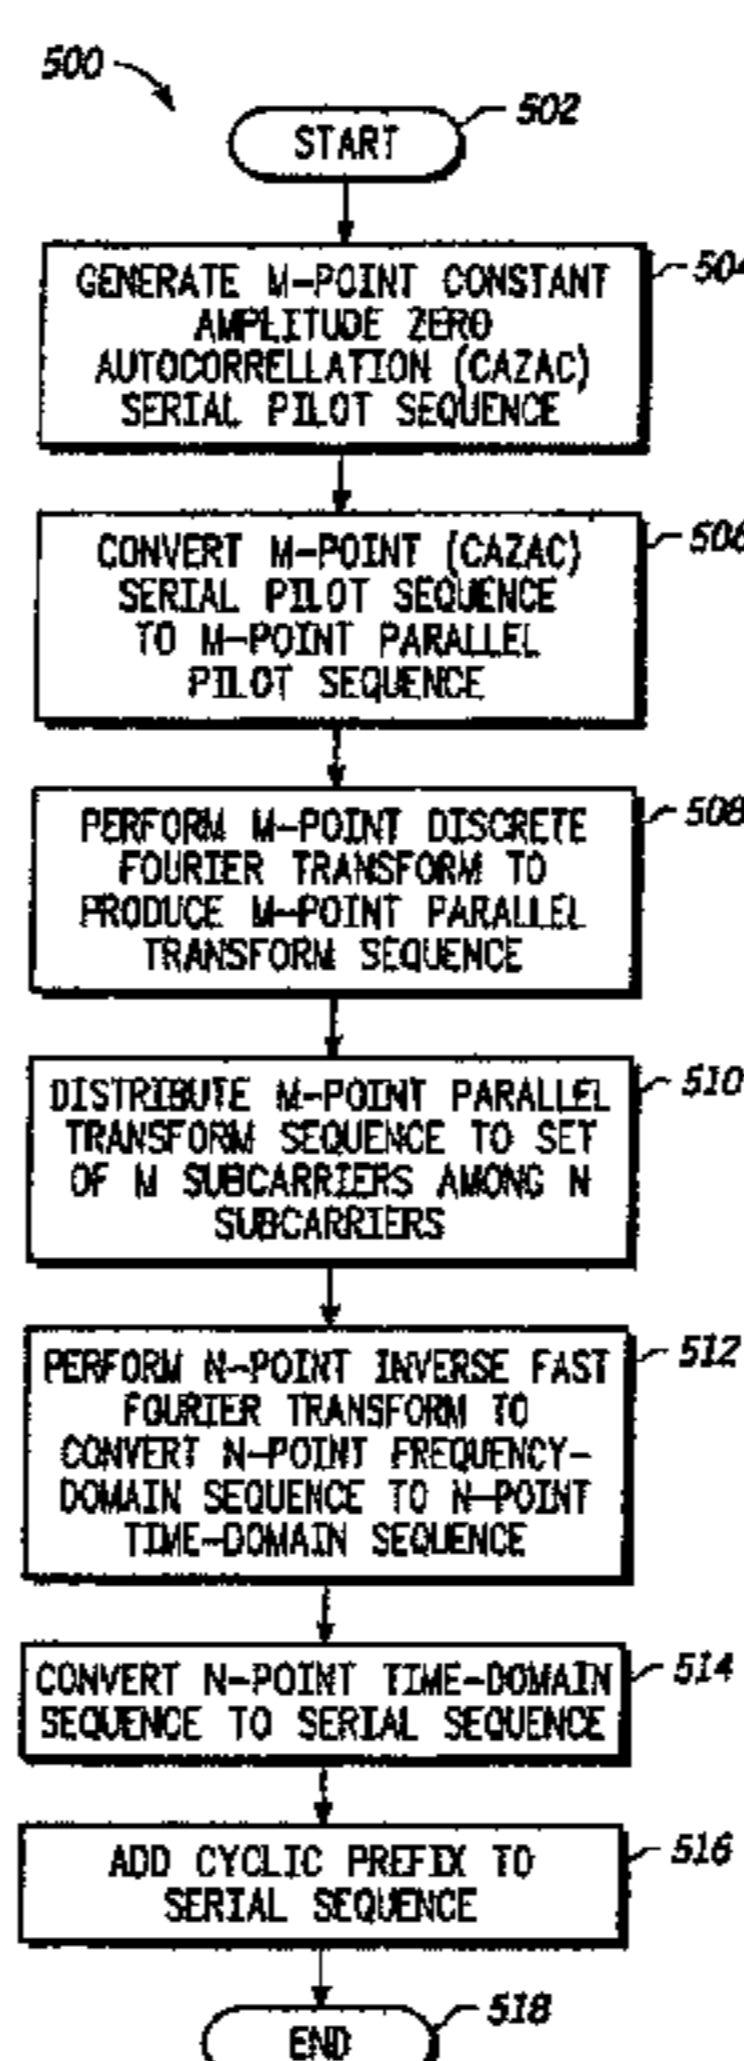 500
502
START
504
GENERATE M-POINT CONSTANT
AMPLITUDE ZERO
AUTOCORRELLATION (CAZAC)
SERIAL PILOT SEQUENCE
506
CONVERT M-POINT (CAZAC)
SERIAL PILOT SEQUENCE
TO M-POINT PARALLEL
PILOT SEQUENCE
508
PERFORM M-POINT DISCRETE
FOURIER TRANSFORM TO
PRODUCE M-POINT PARALLEL
TRANSFORM SEQUENCE
510
DISTRIBUTE M-POINT PARALLEL
TRANSFORM SEQUENCE TO SET
OF M SUBCARRIERS AMONG N
SUBCARRIERS
512
PERFORM N-POINT INVERSE FAST
FOURIER TRANSFORM TO
CONVERT N-POINT FREQUENCY-
DOMAIN SEQUENCE TO N-POINT
TIME-DOMAIN SEQUENCE
514
CONVERT N-POINT TIME-DOMAIN
SEQUENCE TO SERIAL SEQUENCE
516
ADD CYCLIC PREFIX TO
SERIAL SEQUENCE
518
END